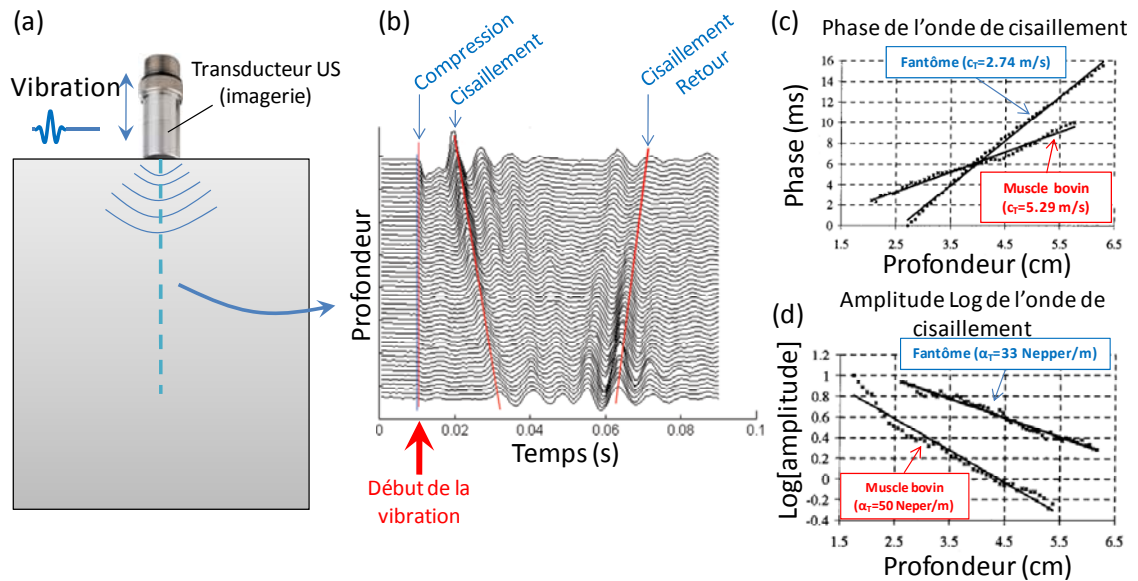 (a)
Vibration
Transducteur US
(imagerie)
(b)
Compression
Cisaillement
Cisaillement
Retour
Profondeur
0
0.02
0.04
0.06
0.08
0.1
Temps (s)
Début de la
vibration
(c)
Phase de l'onde de cisaillement
Fantôme (cT=2.74 m/s)
Muscle bovin
(cT=5.29 m/s)
Phase (ms)
16
14
12
10
8
6
4
2
0
1.5
2.5
3.5
4.5
5.5
6.5
Profondeur (cm)
(d)
Amplitude Log de l'onde de
cisaillement
Fantôme (αT=33 Nepper/m)
Muscle bovin
(αT=50 Neper/m)
Log[amplitude]
1.2
1
0.8
0.6
0.4
0.2
0
-0.2
-0.4
1.5
2.5
3.5
4.5
5.5
6.5
Profondeur (cm)